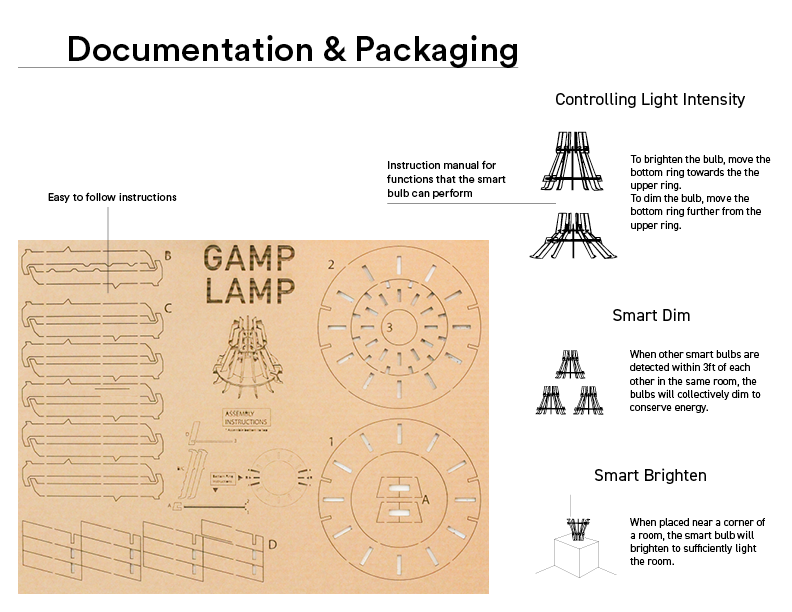 Documentation & Packaging
Controlling Light Intensity
Instruction manual for
functions that the smart
bulb can perform
To brighten the bulb, move the
bottom ring towards the the
upper ring.
To dim the bulb, move the
bottom ring further from the
upper ring.
Easy to follow instructions
GAMP
LAMP
B
C
2
3
ASSEMBLY
INSTRUCTIONS
1
A
D
Smart Dim
When other smart bulbs are
detected within 3ft of each
other in the same room, the
bulbs will collectively dim to
conserve energy.
Smart Brighten
When placed near a corner of
a room, the smart bulb will
brighten to sufficiently light
the room.